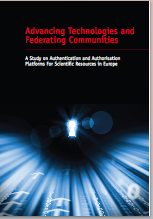 Advancing Technologies and
Federating Communities
A Study on Authentication and Authorisation
Platforms For Scientific Resources in Europe